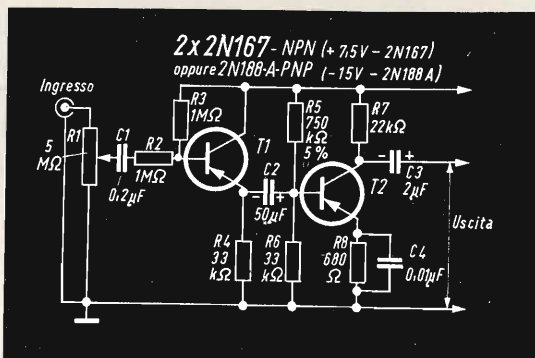 2 x 2N167 - NPN (+ 7,5V - 2N167)
oppure 2N188-A-PNP (-15V - 2N188 A)
Ingresso
R1
5
MΩ
C1
0,2µF
R2
1MΩ
R3
1MΩ
T1
R4
33
kΩ
C2
- +
50µF
R5
750
kΩ
5%
R6
33
kΩ
R7
22kΩ
T2
- +
C3
2µF
R8
680
Ω
C4
0,01µF
Uscita